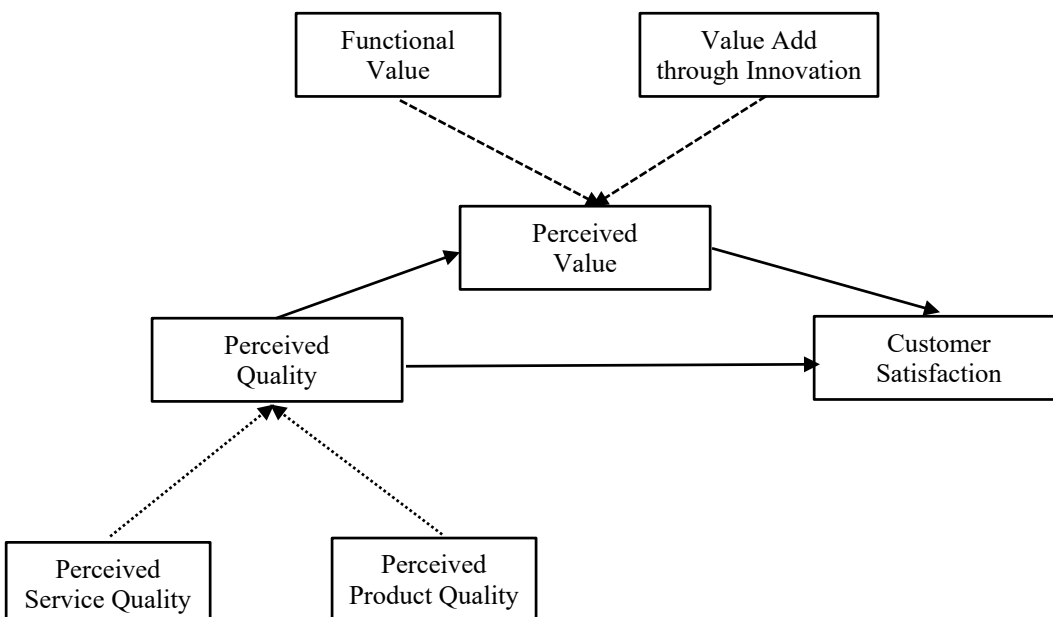 Functional
Value
Value Add
through Innovation
Perceived
Value
Perceived
Quality
Customer
Satisfaction
Perceived
Service Quality
Perceived
Product Quality